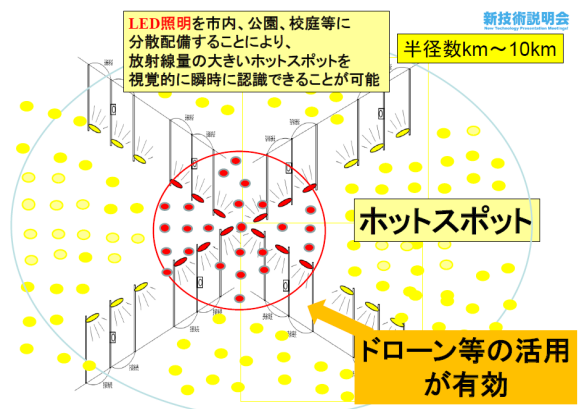 LED照明を市内、公園、校庭等に
分散配備することにより、
放射線量の大きいホットスポットを
視覚的に瞬時に認識できることが可能
新技術説明会
New Technology Presentation Meetings!
半径数km~10km
ホットスポット
ドローン等の活用
が有効